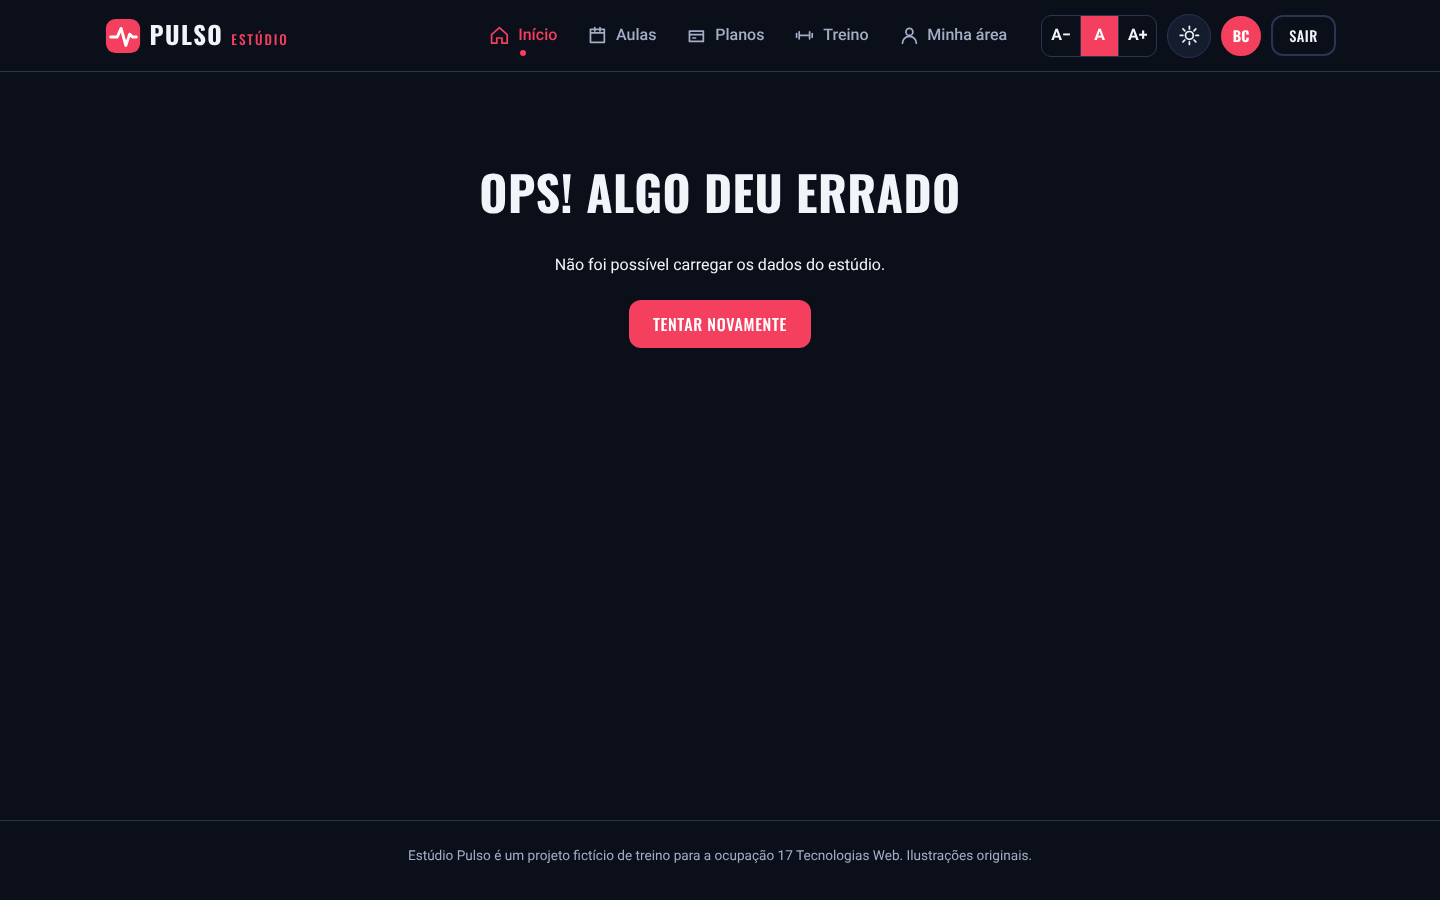 PULSO ESTÚDIO
Início
Aulas
Planos
Treino
Minha área
A−
A
A+
BC
SAIR
OPS! ALGO DEU ERRADO
Não foi possível carregar os dados do estúdio.
TENTAR NOVAMENTE
Estúdio Pulso é um projeto fictício de treino para a ocupação 17 Tecnologias Web. Ilustrações originais.